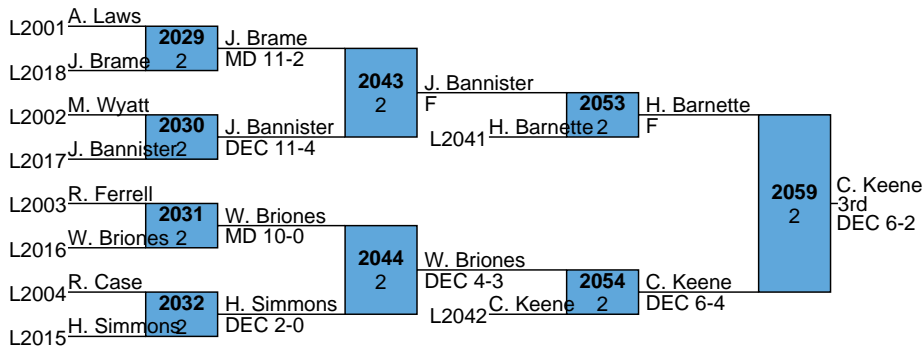 A. Laws
L2001
2029
2
J. Brame
MD 11-2
J. Brame
L2018
2043
2
J. Bannister
F
M. Wyatt
L2002
2030
2
J. Bannister
DEC 11-4
J. Bannister
L2017
H. Barnette
L2041
2053
2
H. Barnette
F
2059
2
C. Keene
3rd
DEC 6-2
R. Ferrell
L2003
2031
2
W. Briones
MD 10-0
W. Briones
L2016
2044
2
W. Briones
DEC 4-3
R. Case
L2004
2032
2
H. Simmons
DEC 2-0
H. Simmons
L2015
C. Keene
L2042
2054
2
C. Keene
DEC 6-4